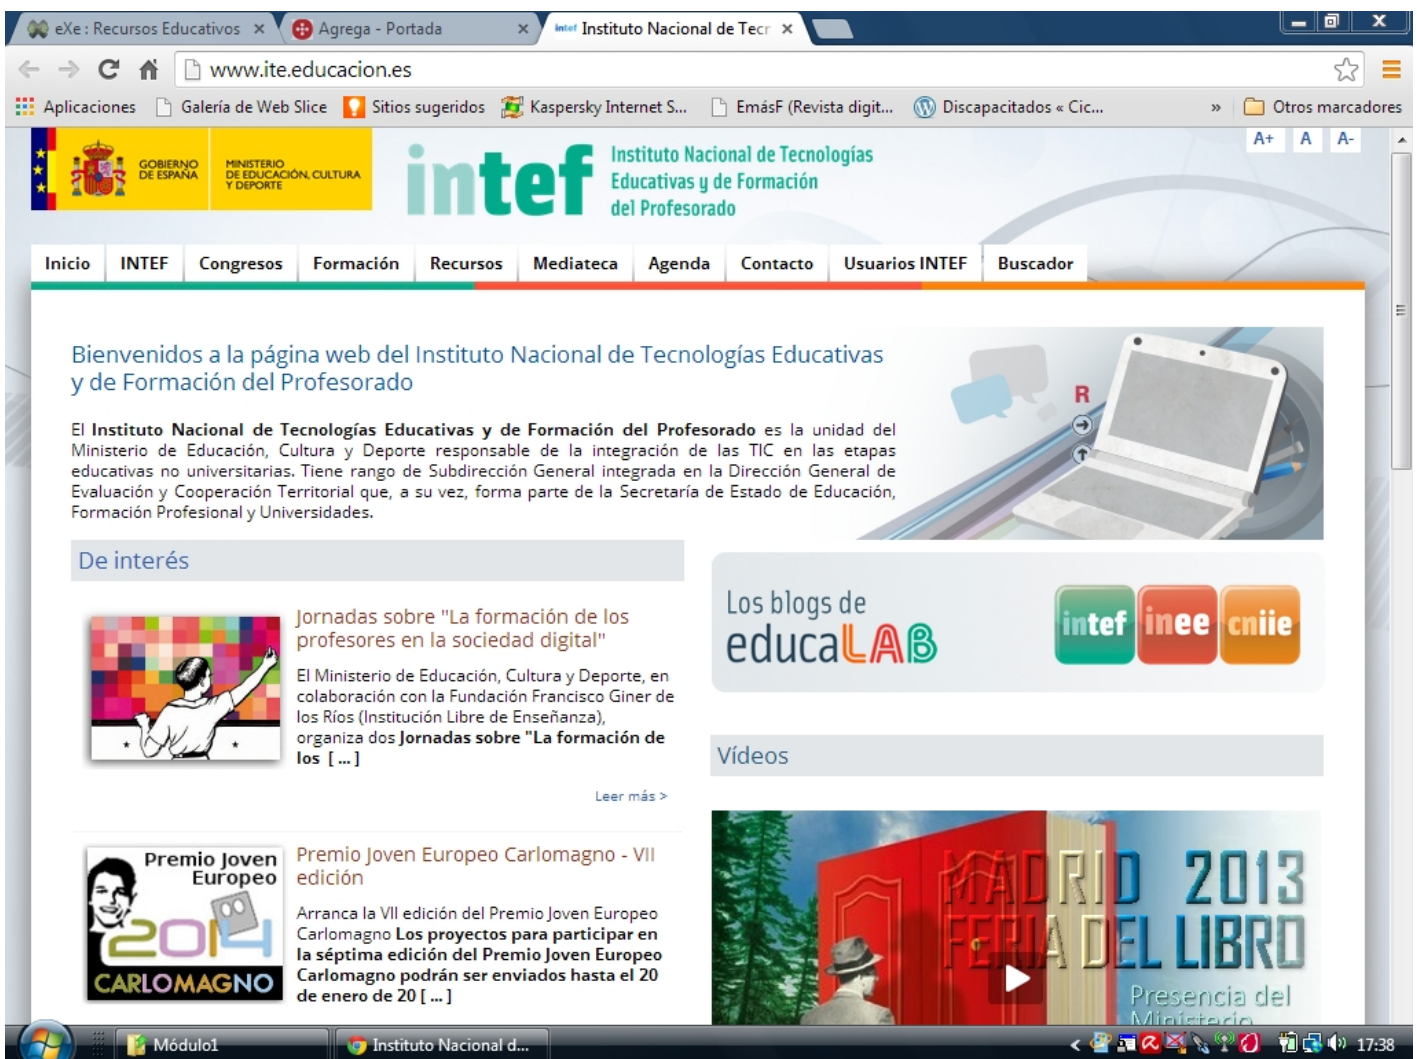 eXe : Recursos Educativos
Agrega - Portada
intef Instituto Nacional de Tecr
www.ite.educacion.es
Aplicaciones
Galería de Web Slice
Sitios sugeridos
Kaspersky Internet S...
EmásF (Revista digit...
Discapacitados « Cic...
»
Otros marcadores
A+ A A-
GOBIERNO
DE ESPAÑA
MINISTERIO
DE EDUCACIÓN, CULTURA
Y DEPORTE
intef
Instituto Nacional de Tecnologías
Educativas y de Formación
del Profesorado
Inicio INTEF Congresos Formación Recursos Mediateca Agenda Contacto Usuarios INTEF Buscador
Bienvenidos a la página web del Instituto Nacional de Tecnologías Educativas
y de Formación del Profesorado
El Instituto Nacional de Tecnologías Educativas y de Formación del Profesorado es la unidad del
Ministerio de Educación, Cultura y Deporte responsable de la integración de las TIC en las etapas
educativas no universitarias. Tiene rango de Subdirección General integrada en la Dirección General de
Evaluación y Cooperación Territorial que, a su vez, forma parte de la Secretaría de Estado de Educación,
Formación Profesional y Universidades.
R
De interés
Jornadas sobre "La formación de los
profesores en la sociedad digital"
El Ministerio de Educación, Cultura y Deporte, en
colaboración con la Fundación Francisco Giner de
los Ríos (Institución Libre de Enseñanza),
organiza dos Jornadas sobre "La formación de
los [ ... ]
Leer más >
Premio Joven
Europeo
2014
CARLOMAGNO
Premio Joven Europeo Carlomagno - VII
edición
Arranca la VII edición del Premio Joven Europeo
Carlomagno Los proyectos para participar en
la séptima edición del Premio Joven Europeo
Carlomagno podrán ser enviados hasta el 20
de enero de 20 [ ... ]
Los blogs de
educaLAB
intef inee cniie
Vídeos
MADRID 2013
FERIA DEL LIBRO
Presencia del
Ministerio
Módulo1
Instituto Nacional d...
17:38